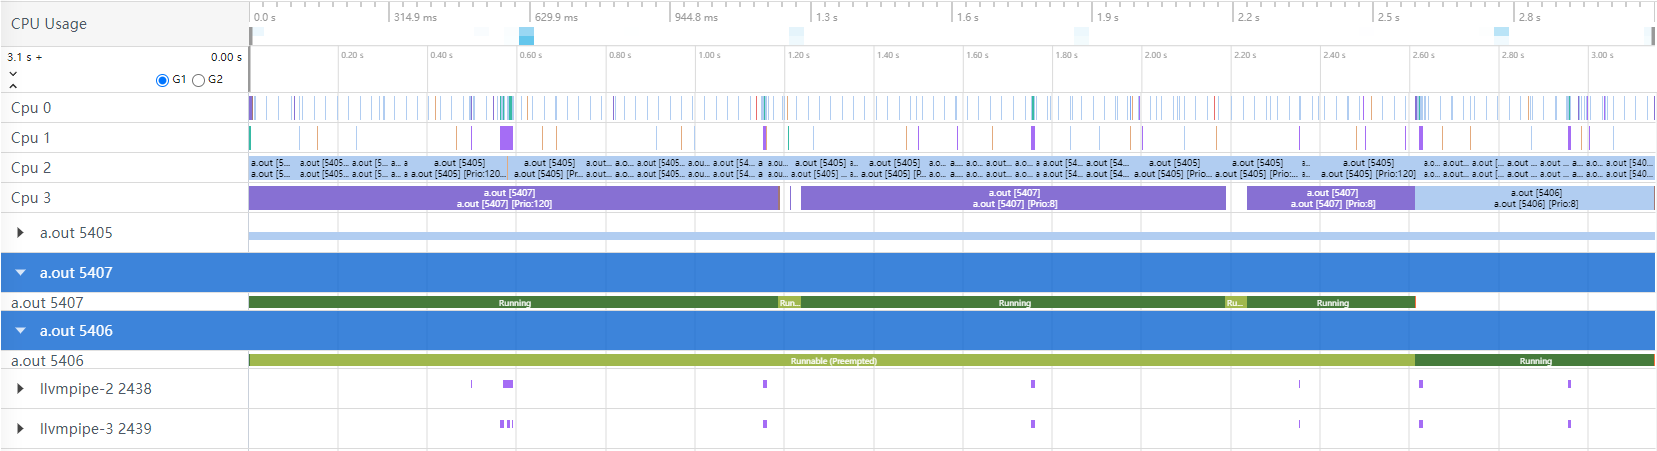 CPU Usage
0.0 s 314.9 ms 629.9 ms 944.8 ms 1.3 s 1.6 s 1.9 s 2.2 s 2.5 s 2.8 s
3.1 s + 0.00 s
0.20 s 0.40 s 0.60 s 0.80 s 1.00 s 1.20 s 1.40 s 1.60 s 1.80 s 2.00 s 2.20 s 2.40 s 2.60 s 2.80 s 3.00 s
G1 G2
Cpu 0
Cpu 1
Cpu 2
a.out [5... a.out [5405... a.out [5... a... a.out [5405] a.out [5405] a.out... a.o... a.out [5405... a.ou... a.out [54... a a.ou... a.out [5405] a... a.out [5405] a.o... a... a.out... a.o... a... a.out [54... a.out [54... a.out [5405] a.out [5405] a... a.out [5405] a.o... a.out... a.out [... a.out ... a.out ... a.ou... a.o... a.out [540...
a.out [5... a.out [5405... a.out [5... a... a.out [5405] [Prio:120... a.out [5405] [Pr... a.out... a.o... a.out [5405... a.ou... a.out [54... a a.ou... a.out [5405] ... a... a.out [5405] ... a.o... a... a.out... a.o... a... a.out [54... a.out [54... a.out [5405] [Prio... a.out [5405] [Prio:... a... a.out [5405] [Prio:120] a.o... a.out... a.out [... a.out ... a.out ... a.ou... a.o... a.out [540...
Cpu 3
a.out [5407] a.out [5407] a.out [5407] a.out [5406]
a.out [5407] [Prio:120] a.out [5407] [Prio:8] a.out [5407] [Prio:8] a.out [5406] [Prio:8]
a.out 5405
a.out 5407
a.out 5407 Running Run... Running Ru... Running
a.out 5406
a.out 5406 Runnable (Preempted) Running
llvmpipe-2 2438
llvmpipe-3 2439